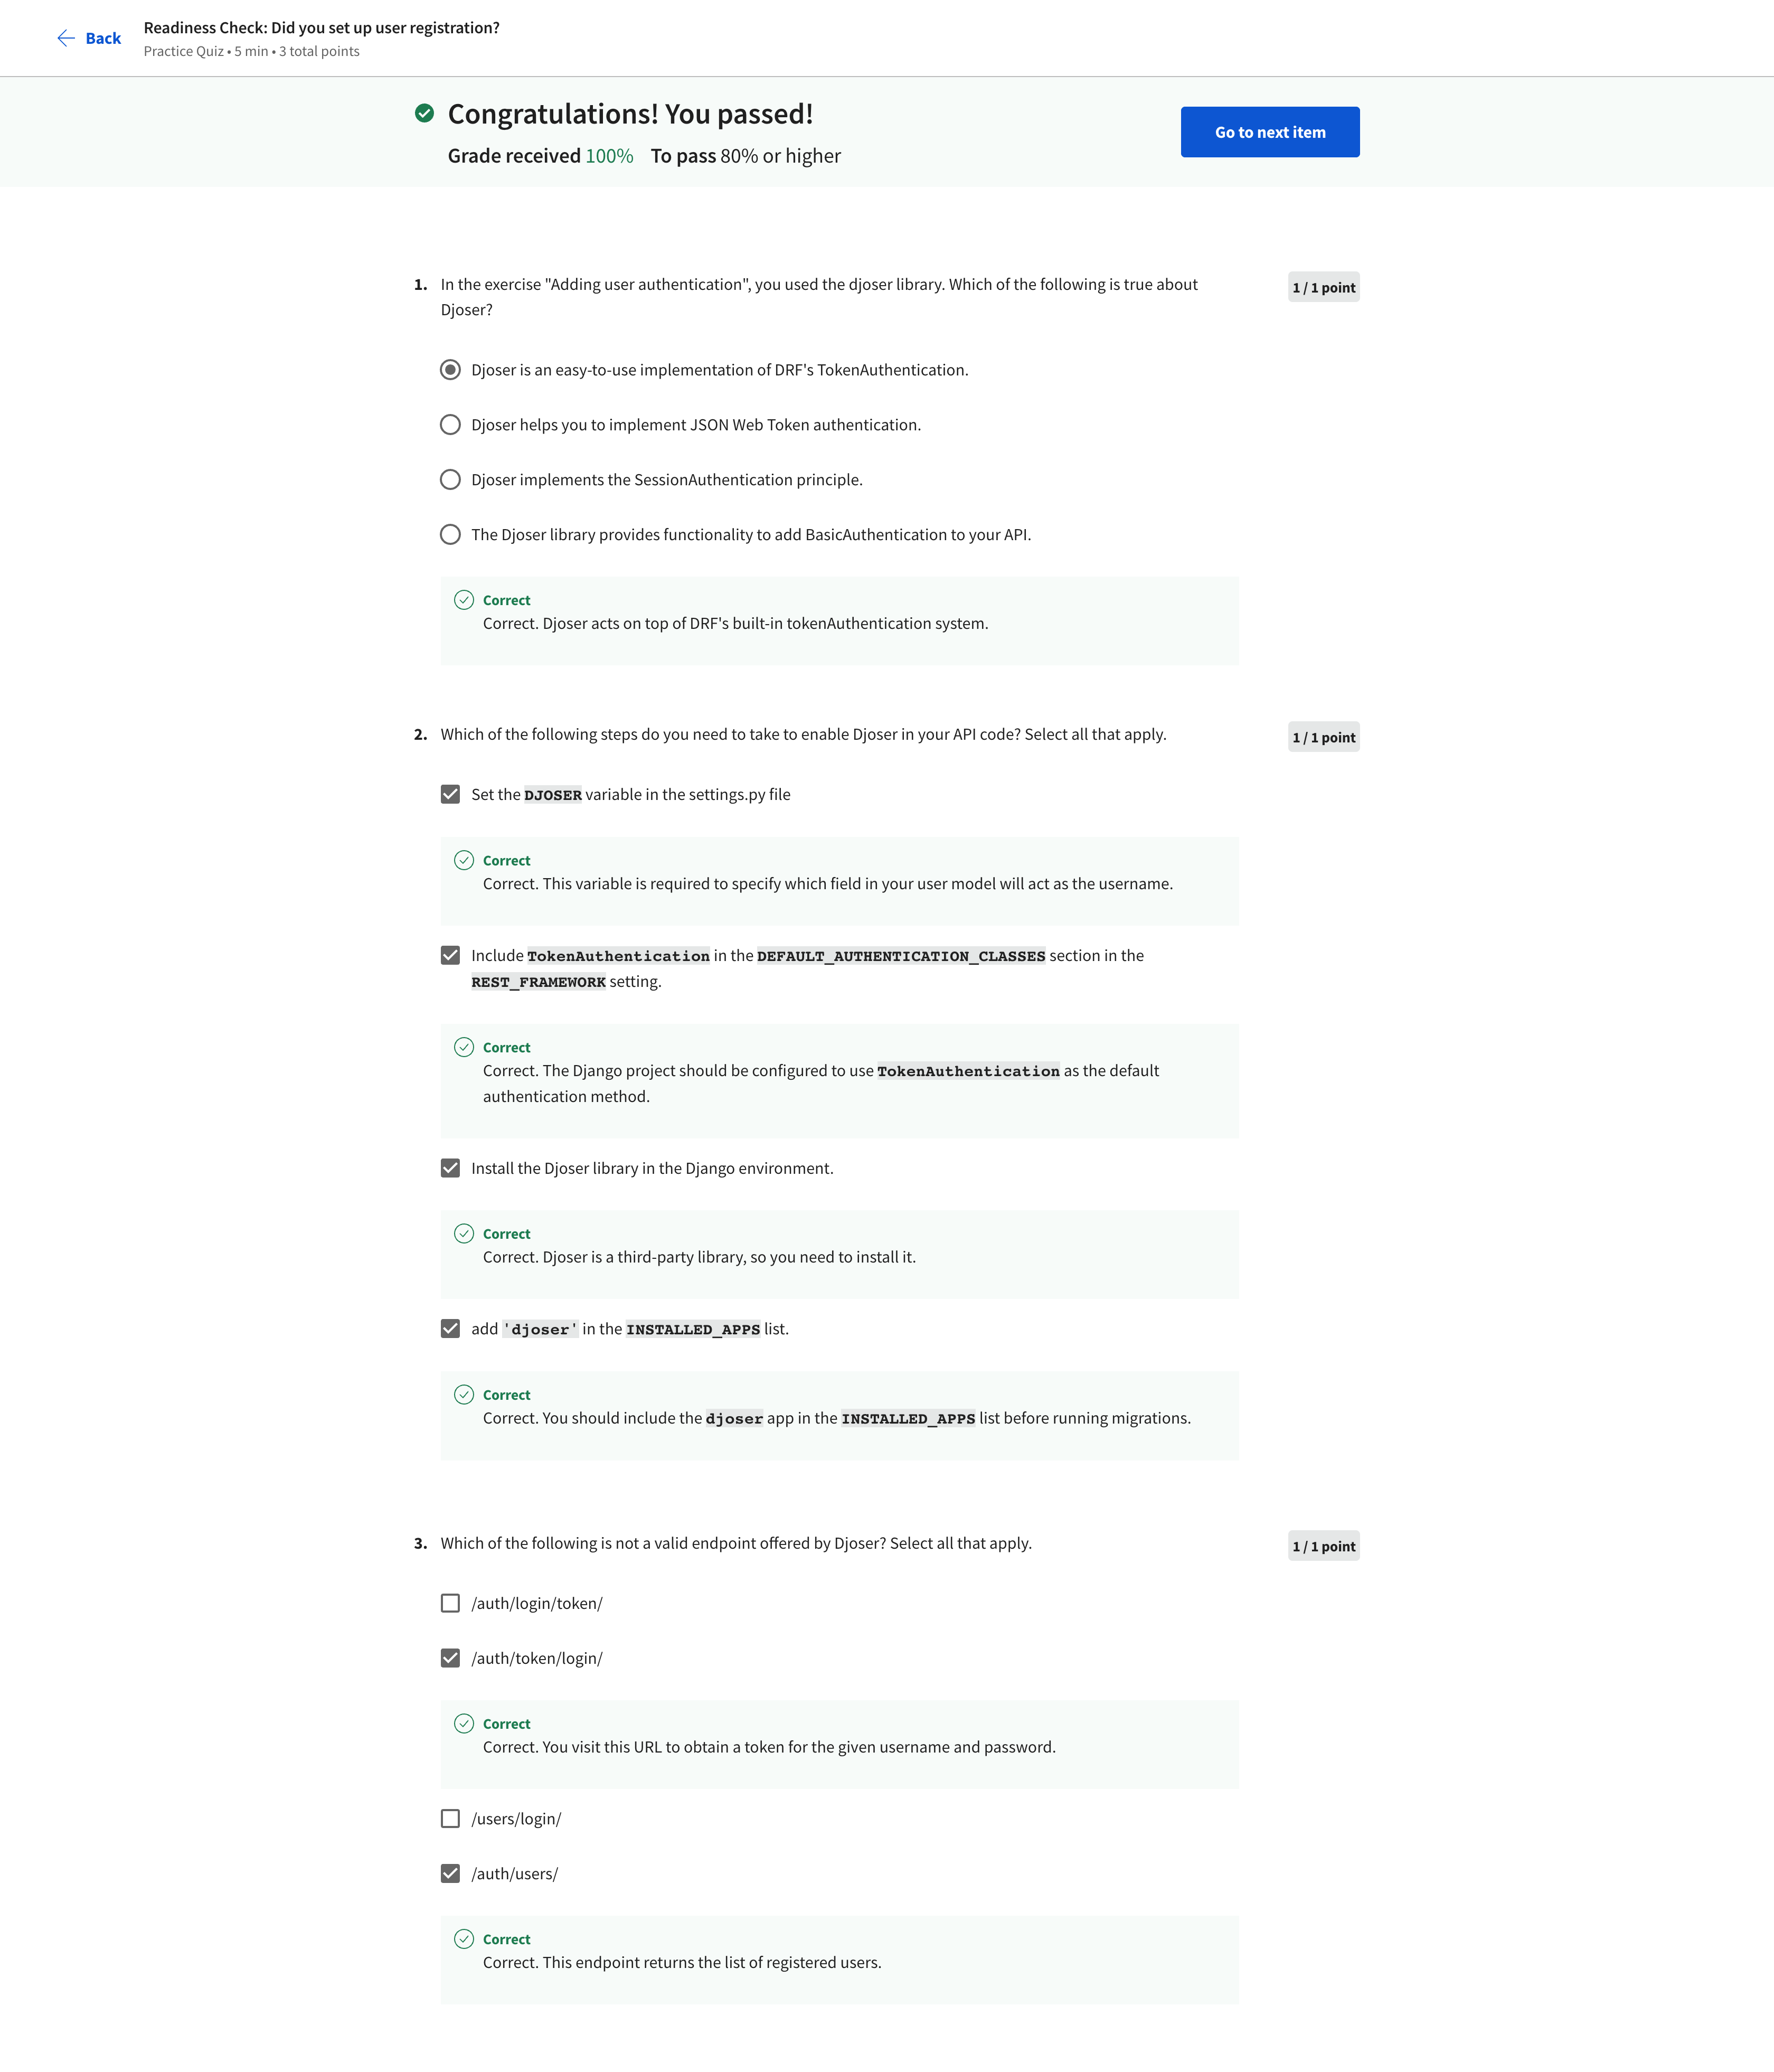 Back
Readiness Check: Did you set up user registration?
Practice Quiz • 5 min • 3 total points
Congratulations! You passed!
Grade received 100% To pass 80% or higher
Go to next item
1. In the exercise "Adding user authentication", you used the djoser library. Which of the following is true about
Djoser?
1 / 1 point
Djoser is an easy-to-use implementation of DRF's TokenAuthentication.
Djoser helps you to implement JSON Web Token authentication.
Djoser implements the SessionAuthentication principle.
The Djoser library provides functionality to add BasicAuthentication to your API.
Correct
Correct. Djoser acts on top of DRF's built-in tokenAuthentication system.
2. Which of the following steps do you need to take to enable Djoser in your API code? Select all that apply.
1 / 1 point
Set the DJOSER variable in the settings.py file
Correct
Correct. This variable is required to specify which field in your user model will act as the username.
Include TokenAuthentication in the DEFAULT_AUTHENTICATION_CLASSES section in the
REST_FRAMEWORK setting.
Correct
Correct. The Django project should be configured to use TokenAuthentication as the default
authentication method.
Install the Djoser library in the Django environment.
Correct
Correct. Djoser is a third-party library, so you need to install it.
add 'djoser' in the INSTALLED_APPS list.
Correct
Correct. You should include the djoser app in the INSTALLED_APPS list before running migrations.
3. Which of the following is not a valid endpoint offered by Djoser? Select all that apply.
1 / 1 point
/auth/login/token/
/auth/token/login/
Correct
Correct. You visit this URL to obtain a token for the given username and password.
/users/login/
/auth/users/
Correct
Correct. This endpoint returns the list of registered users.